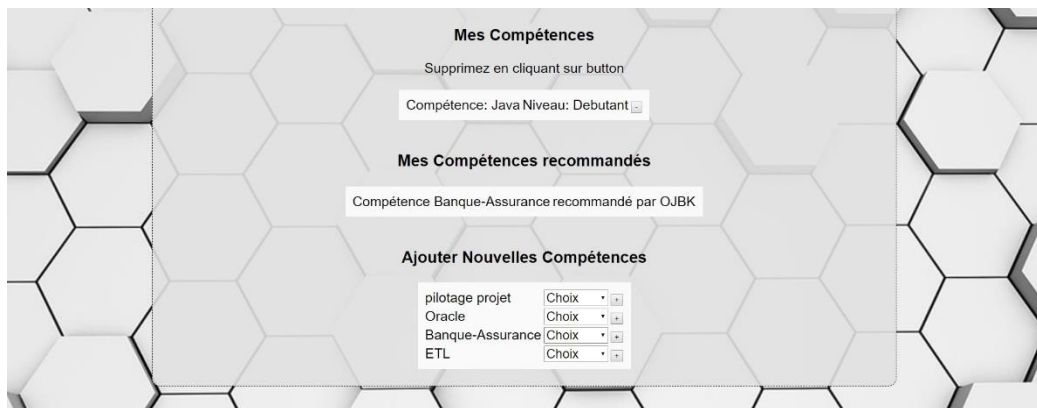 Mes Compétences
Supprimez en cliquant sur button
Compétence: Java Niveau: Debutant -
Mes Compétences recommandés
Compétence Banque-Assurance recommandé par OJBK
Ajouter Nouvelles Compétences
pilotage projet Choix +
Oracle Choix +
Banque-Assurance Choix +
ETL Choix +